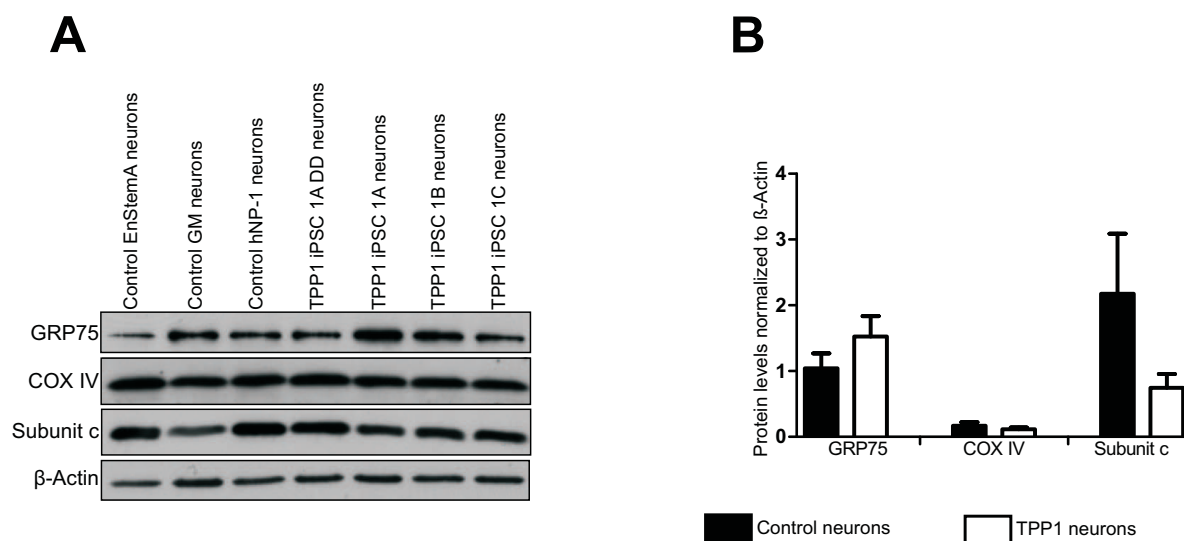 A
Control EnStemA neurons
Control GM neurons
Control hNP-1 neurons
TPP1 iPSC 1A DD neurons
TPP1 iPSC 1A neurons
TPP1 iPSC 1B neurons
TPP1 iPSC 1C neurons
GRP75
COX IV
Subunit c
β-Actin
B
Protein levels normalized to ß-Actin
4
3
2
1
0
GRP75
COX IV
Subunit c
Control neurons
TPP1 neurons